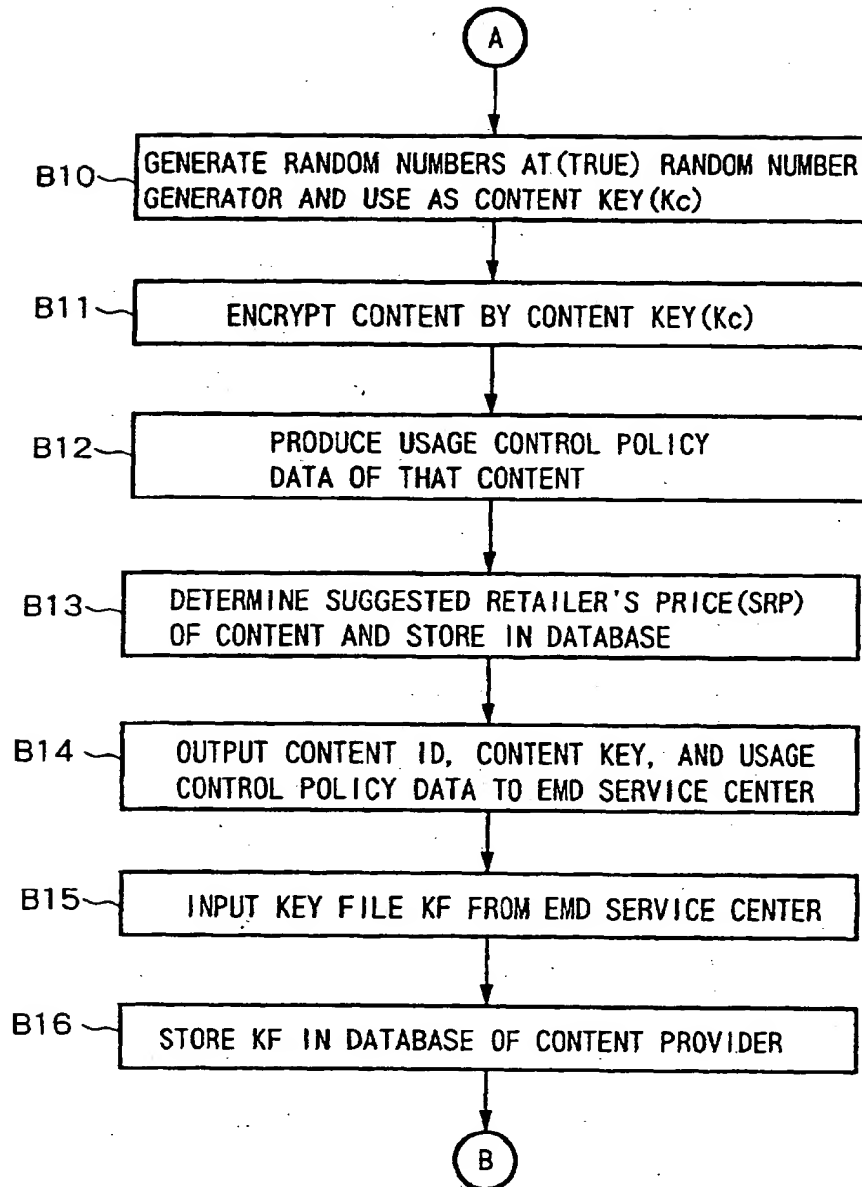 A
B10 GENERATE RANDOM NUMBERS AT (TRUE) RANDOM NUMBER
GENERATOR AND USE AS CONTENT KEY (Kc)
B11 ENCRYPT CONTENT BY CONTENT KEY (Kc)
B12 PRODUCE USAGE CONTROL POLICY
DATA OF THAT CONTENT
B13 DETERMINE SUGGESTED RETAILER'S PRICE (SRP)
OF CONTENT AND STORE IN DATABASE
B14 OUTPUT CONTENT ID, CONTENT KEY, AND USAGE
CONTROL POLICY DATA TO EMD SERVICE CENTER
B15 INPUT KEY FILE KF FROM EMD SERVICE CENTER
B16 STORE KF IN DATABASE OF CONTENT PROVIDER
B